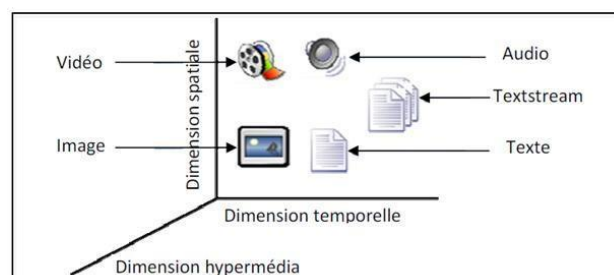 Vidéo
Audio
Textstream
Image
Texte
Dimension spatiale
Dimension temporelle
Dimension hypermédia